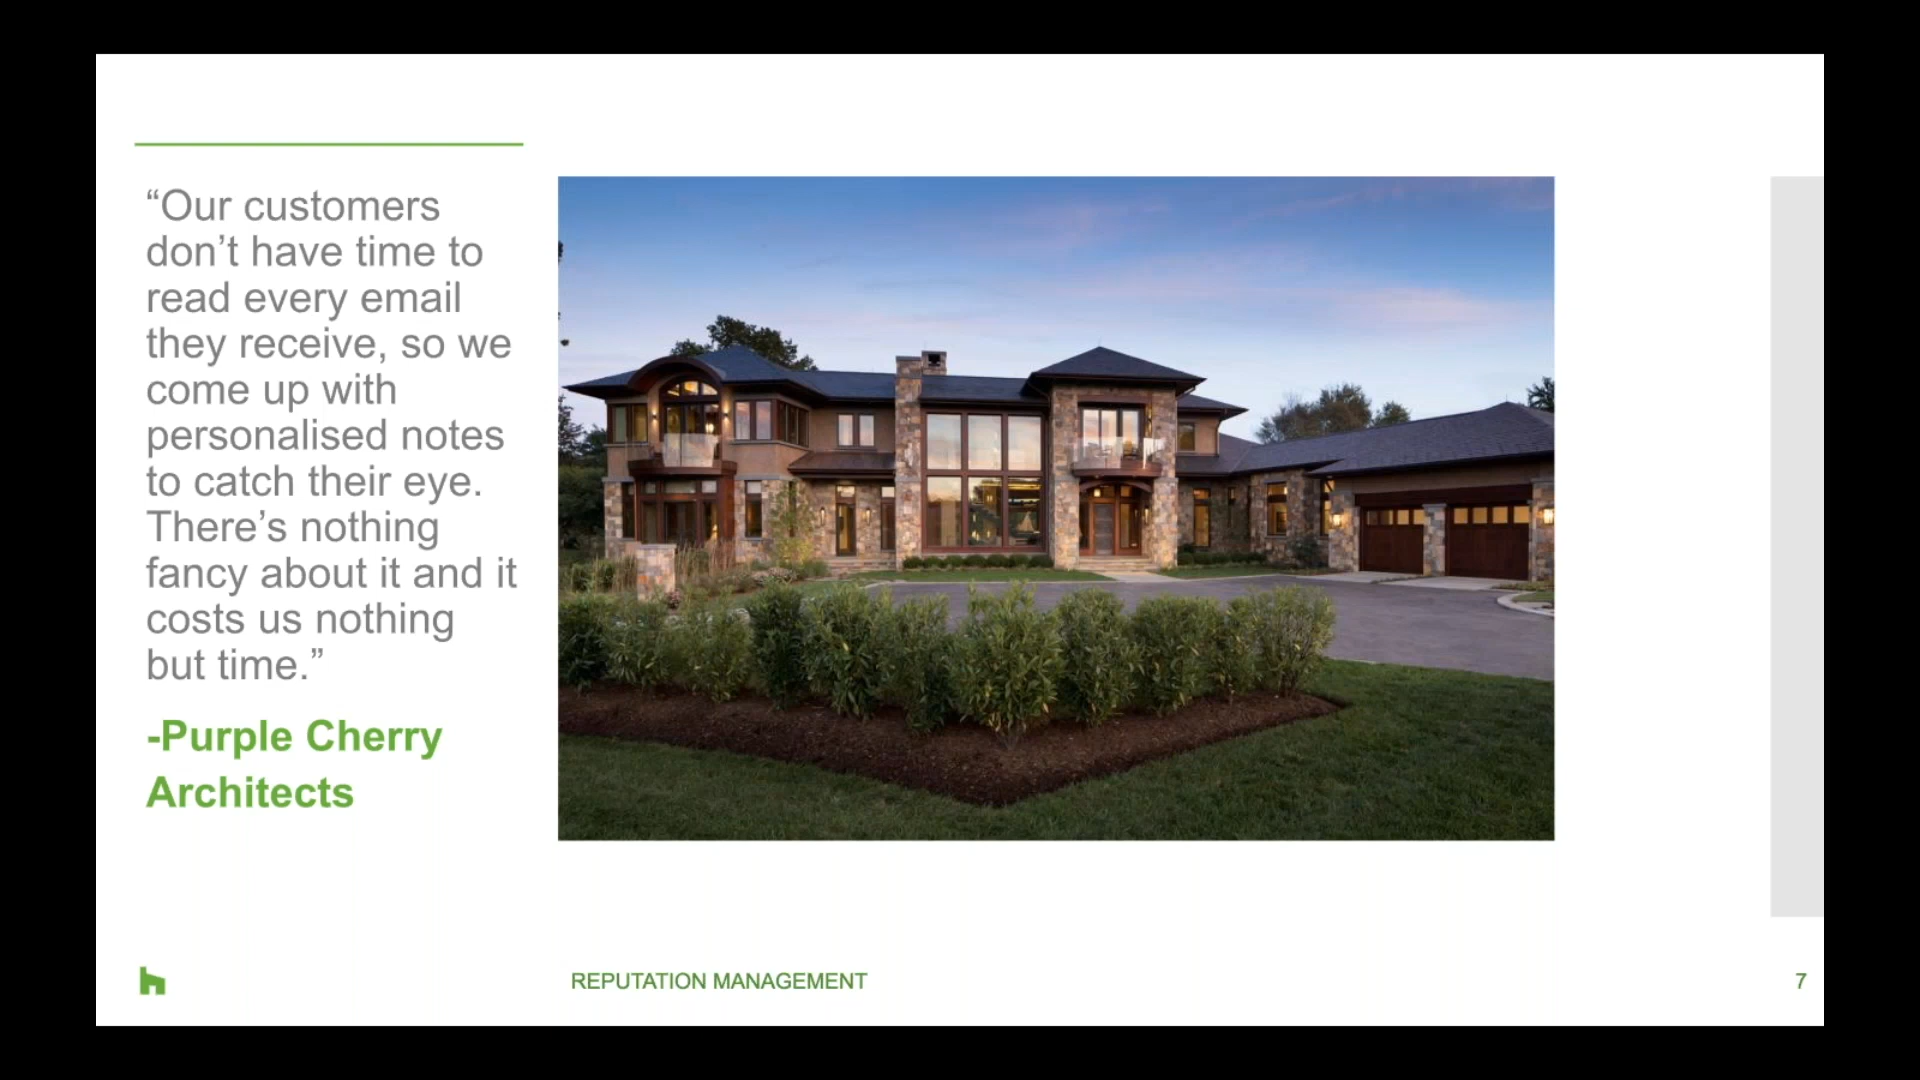 “Our customers
don’t have time to
read every email
they receive, so we
come up with
personalised notes
to catch their eye.
There’s nothing
fancy about it and it
costs us nothing
but time.”
-Purple Cherry
Architects
REPUTATION MANAGEMENT
7